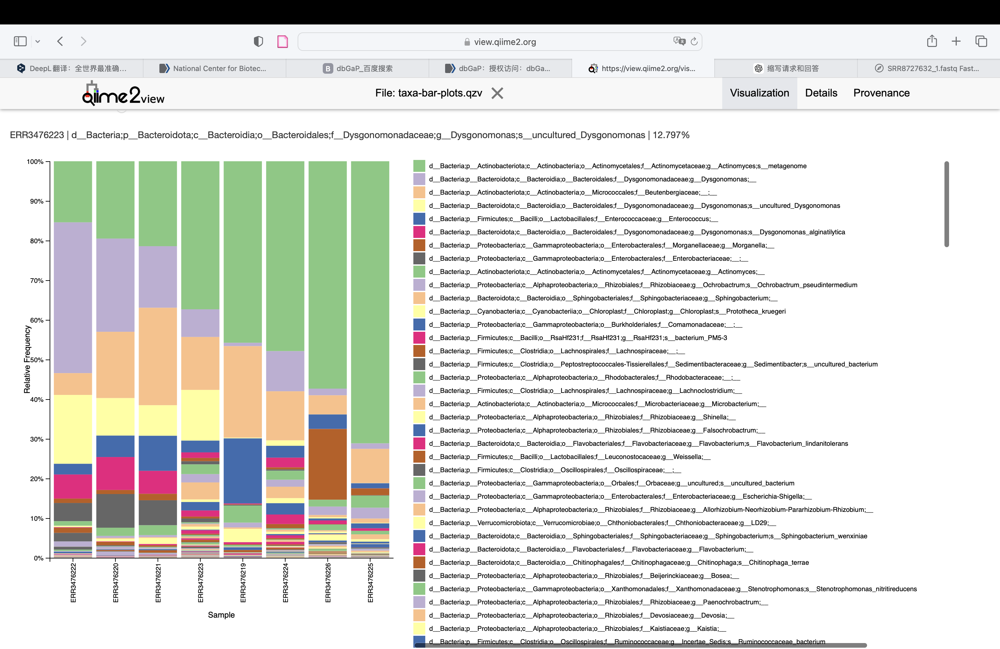 view.qiime2.org
DeepL 翻译：全世界最准确...
National Center for Biotec...
dbGaP_百度搜索
dbGaP：授权访问：dbGa...
https://view.qiime2.org/vis...
缩写请求和回答
SRR8727632_1.fastq Fast...
qiime2view
File: taxa-bar-plots.qzv
Visualization
Details
Provenance
ERR3476223 | d__Bacteria;p__Bacteroidota;c__Bacteroidia;o__Bacteroidales;f__Dysgonomonadaceae;g__Dysgonomonas;s__uncultured_Dysgonomonas | 12.797%
100%
90%
80%
70%
60%
50%
40%
30%
20%
10%
0%
Relative Frequency
ERR3476222
ERR3476220
ERR3476221
ERR3476223
ERR3476219
ERR3476224
ERR3476226
ERR3476225
Sample
d__Bacteria;p__Actinobacteriota;c__Actinobacteria;o__Actinomycetales;f__Actinomycetaceae;g__Actinomyces;s__metagenome
d__Bacteria;p__Bacteroidota;c__Bacteroidia;o__Bacteroidales;f__Dysgonomonadaceae;g__Dysgonomonas;__
d__Bacteria;p__Actinobacteriota;c__Actinobacteria;o__Micrococcales;f__Beutenbergiaceae;__;__
d__Bacteria;p__Bacteroidota;c__Bacteroidia;o__Bacteroidales;f__Dysgonomonadaceae;g__Dysgonomonas;s__uncultured_Dysgonomonas
d__Bacteria;p__Firmicutes;c__Bacilli;o__Lactobacillales;f__Enterococcaceae;g__Enterococcus;__
d__Bacteria;p__Bacteroidota;c__Bacteroidia;o__Bacteroidales;f__Dysgonomonadaceae;g__Dysgonomonas;s__Dysgonomonas_alginatilytica
d__Bacteria;p__Proteobacteria;c__Gammaproteobacteria;o__Enterobacterales;f__Morganellaceae;g__Morganella;__
d__Bacteria;p__Proteobacteria;c__Gammaproteobacteria;o__Enterobacterales;f__Enterobacteriaceae;__;__
d__Bacteria;p__Actinobacteriota;c__Actinobacteria;o__Actinomycetales;f__Actinomycetaceae;g__Actinomyces;__
d__Bacteria;p__Proteobacteria;c__Alphaproteobacteria;o__Rhizobiales;f__Rhizobiaceae;g__Ochrobactrum;s__Ochrobactrum_pseudintermedium
d__Bacteria;p__Bacteroidota;c__Bacteroidia;o__Sphingobacteriales;f__Sphingobacteriaceae;g__Sphingobacterium;__
d__Bacteria;p__Cyanobacteria;c__Cyanobacteriia;o__Chloroplast;f__Chloroplast;g__Chloroplast;s__Prototheca_kruegeri
d__Bacteria;p__Proteobacteria;c__Gammaproteobacteria;o__Burkholderiales;f__Comamonadaceae;__;__
d__Bacteria;p__Firmicutes;c__Bacilli;o__RsaHf231;f__RsaHf231;g__RsaHf231;s__bacterium_PM5-3
d__Bacteria;p__Firmicutes;c__Clostridia;o__Lachnospirales;f__Lachnospiraceae;__;__
d__Bacteria;p__Firmicutes;c__Clostridia;o__Peptostreptococcales-Tissierellales;f__Sedimentibacteraceae;g__Sedimentibacter;s__uncultured_bacterium
d__Bacteria;p__Proteobacteria;c__Alphaproteobacteria;o__Rhodobacterales;f__Rhodobacteraceae;__;__
d__Bacteria;p__Firmicutes;c__Clostridia;o__Lachnospirales;f__Lachnospiraceae;g__Lachnoclostridium;__
d__Bacteria;p__Actinobacteriota;c__Actinobacteria;o__Micrococcales;f__Microbacteriaceae;g__Microbacterium;__
d__Bacteria;p__Proteobacteria;c__Alphaproteobacteria;o__Rhizobiales;f__Rhizobiaceae;g__Shinella;__
d__Bacteria;p__Proteobacteria;c__Alphaproteobacteria;o__Rhizobiales;f__Rhizobiaceae;g__Falsochrobactrum;__
d__Bacteria;p__Bacteroidota;c__Bacteroidia;o__Flavobacteriales;f__Flavobacteriaceae;g__Flavobacterium;s__Flavobacterium_lindanitolerans
d__Bacteria;p__Firmicutes;c__Bacilli;o__Lactobacillales;f__Leuconostocaceae;g__Weissella;__
d__Bacteria;p__Firmicutes;c__Clostridia;o__Oscillospirales;f__Oscillospiraceae;__;__
d__Bacteria;p__Proteobacteria;c__Gammaproteobacteria;o__Orbales;f__Orbaceae;g__uncultured;s__uncultured_bacterium
d__Bacteria;p__Proteobacteria;c__Gammaproteobacteria;o__Enterobacterales;f__Enterobacteriaceae;g__Escherichia-Shigella;__
d__Bacteria;p__Proteobacteria;c__Alphaproteobacteria;o__Rhizobiales;f__Rhizobiaceae;g__Allorhizobium-Neorhizobium-Pararhizobium-Rhizobium;__
d__Bacteria;p__Verrucomicrobiota;c__Verrucomicrobiae;o__Chthoniobacterales;f__Chthoniobacteraceae;g__LD29;__
d__Bacteria;p__Bacteroidota;c__Bacteroidia;o__Sphingobacteriales;f__Sphingobacteriaceae;g__Sphingobacterium;s__Sphingobacterium_wenxiniae
d__Bacteria;p__Bacteroidota;c__Bacteroidia;o__Flavobacteriales;f__Flavobacteriaceae;g__Flavobacterium;__
d__Bacteria;p__Bacteroidota;c__Bacteroidia;o__Chitinophagales;f__Chitinophagaceae;g__Chitinophaga;s__Chitinophaga_terrae
d__Bacteria;p__Proteobacteria;c__Alphaproteobacteria;o__Rhizobiales;f__Beijerinckiaceae;g__Bosea;__
d__Bacteria;p__Proteobacteria;c__Gammaproteobacteria;o__Xanthomonadales;f__Xanthomonadaceae;g__Stenotrophomonas;s__Stenotrophomonas_nitritireducens
d__Bacteria;p__Proteobacteria;c__Alphaproteobacteria;o__Rhizobiales;f__Rhizobiaceae;g__Paenochrobactrum;__
d__Bacteria;p__Proteobacteria;c__Alphaproteobacteria;o__Rhizobiales;f__Devosiaceae;g__Devosia;__
d__Bacteria;p__Proteobacteria;c__Alphaproteobacteria;o__Rhizobiales;f__Kaistiaceae;g__Kaistia;__
d__Bacteria;p__Firmicutes;c__Clostridia;o__Oscillospirales;f__Ruminococcaceae;g__Incertae_Sedis;s__Ruminococcaceae_bacterium